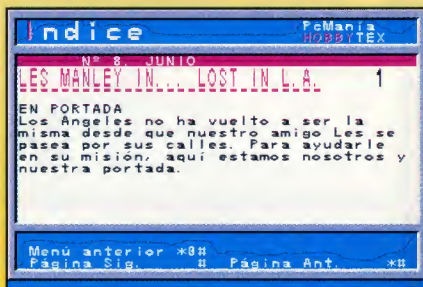 Indice
PcManía
HOBBYTEX
Nº 8. JUNIO
LES MANLEY IN... LOST IN L.A. 1
EN PORTADA
Los Angeles no ha vuelto a ser la
misma desde que nuestro amigo Les se
pasea por sus calles. Para ayudarle
en su misión, aquí estamos nosotros y
nuestra portada.
Menú anterior *0#
Página Sig. # Página Ant. *#